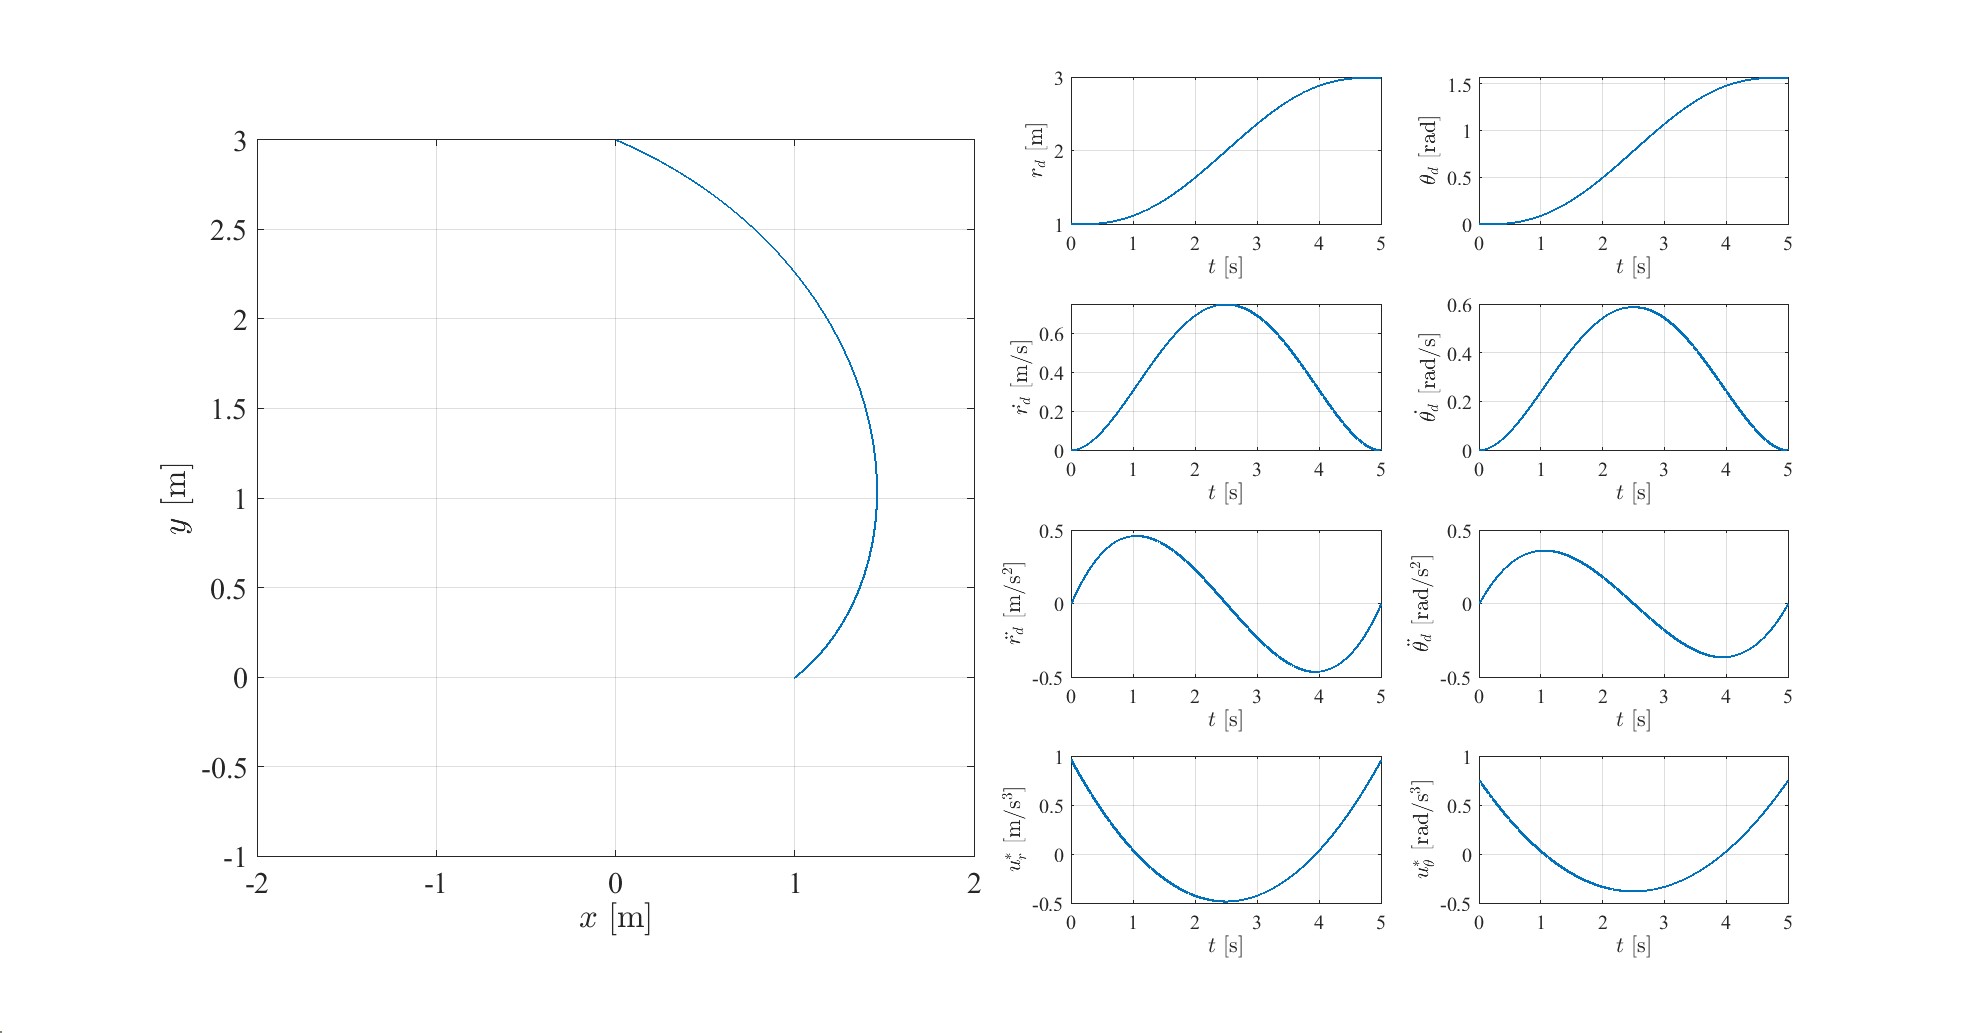 3
2.5
2
1.5
1
0.5
0
-0.5
-1
-2 -1 0 1 2
x [m]
y [m]
3
2
1
0 1 2 3 4 5
t [s]
r_d [m]
1.5
1
0.5
0
0 1 2 3 4 5
t [s]
θ_d [rad]
0.6
0.4
0.2
0
0 1 2 3 4 5
t [s]
ṙ_d [m/s]
0.6
0.4
0.2
0
0 1 2 3 4 5
t [s]
θ̇_d [rad/s]
0.5
0
-0.5
0 1 2 3 4 5
t [s]
r̈_d [m/s²]
0.5
0
-0.5
0 1 2 3 4 5
t [s]
θ̈_d [rad/s²]
1
0.5
0
-0.5
0 1 2 3 4 5
t [s]
u*_r [m/s³]
1
0.5
0
-0.5
0 1 2 3 4 5
t [s]
u*_θ [rad/s³]